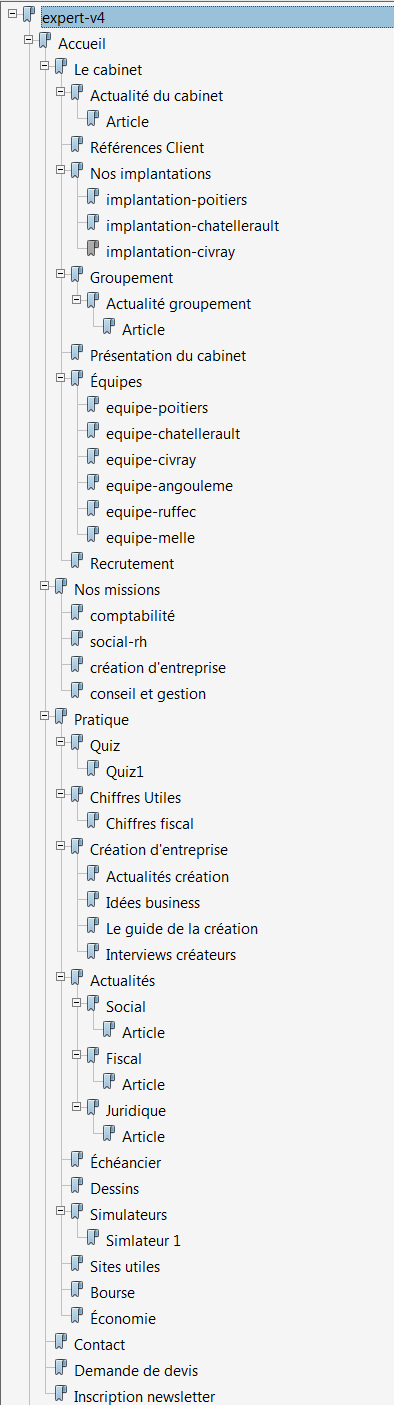 expert-v4
Accueil
Le cabinet
Actualité du cabinet
Article
Références Client
Nos implantations
implantation-poitiers
implantation-chatellerault
implantation-civray
Groupement
Actualité groupement
Article
Présentation du cabinet
Équipes
equipe-poitiers
equipe-chatellerault
equipe-civray
equipe-angouleme
equipe-ruffec
equipe-melle
Recrutement
Nos missions
comptabilité
social-rh
création d'entreprise
conseil et gestion
Pratique
Quiz
Quiz1
Chiffres Utiles
Chiffres fiscal
Création d'entreprise
Actualités création
Idées business
Le guide de la création
Interviews créateurs
Actualités
Social
Article
Fiscal
Article
Juridique
Article
Échéancier
Dessins
Simulateurs
Simlateur 1
Sites utiles
Bourse
Économie
Contact
Demande de devis
Inscription newsletter